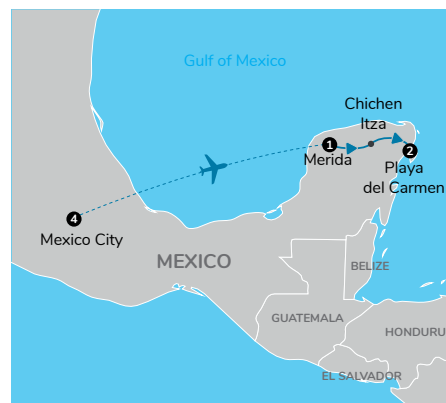 Gulf of Mexico
Chichen
Itza
1
Merida
2
Playa
del Carmen
4
Mexico City
MEXICO
BELIZE
GUATEMALA
HONDURU
EL SALVADOR